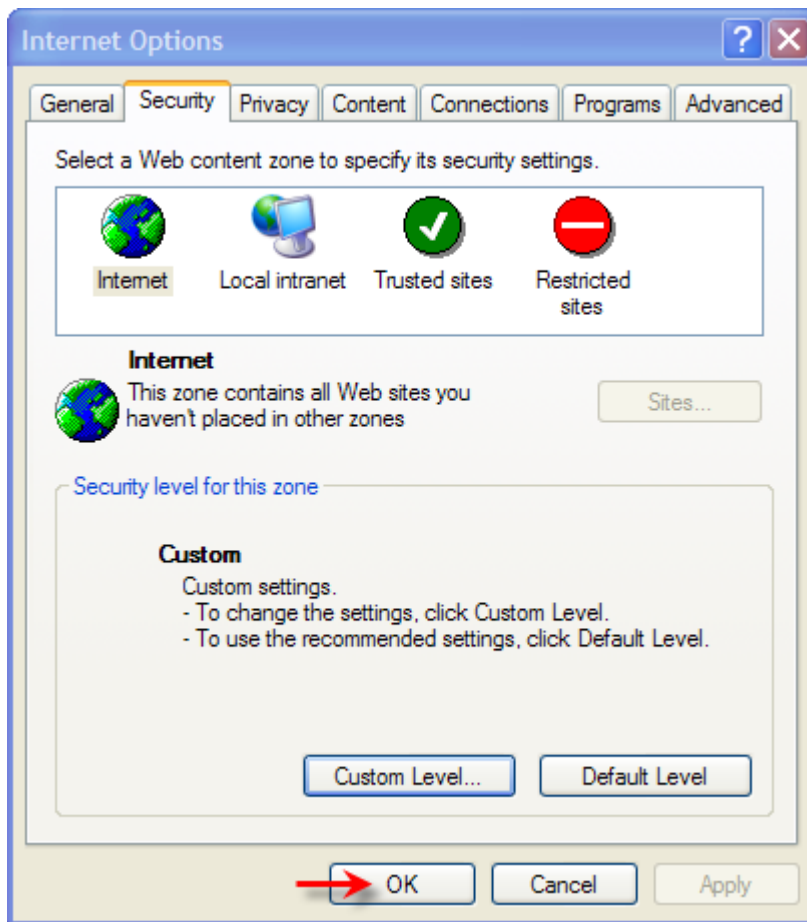 Internet Options
General Security Privacy Content Connections Programs Advanced
Select a Web content zone to specify its security settings.
Internet Local intranet Trusted sites Restricted
sites
Internet
This zone contains all Web sites you
haven't placed in other zones
Sites...
Security level for this zone
Custom
Custom settings.
- To change the settings, click Custom Level.
- To use the recommended settings, click Default Level.
Custom Level... Default Level
OK Cancel Apply